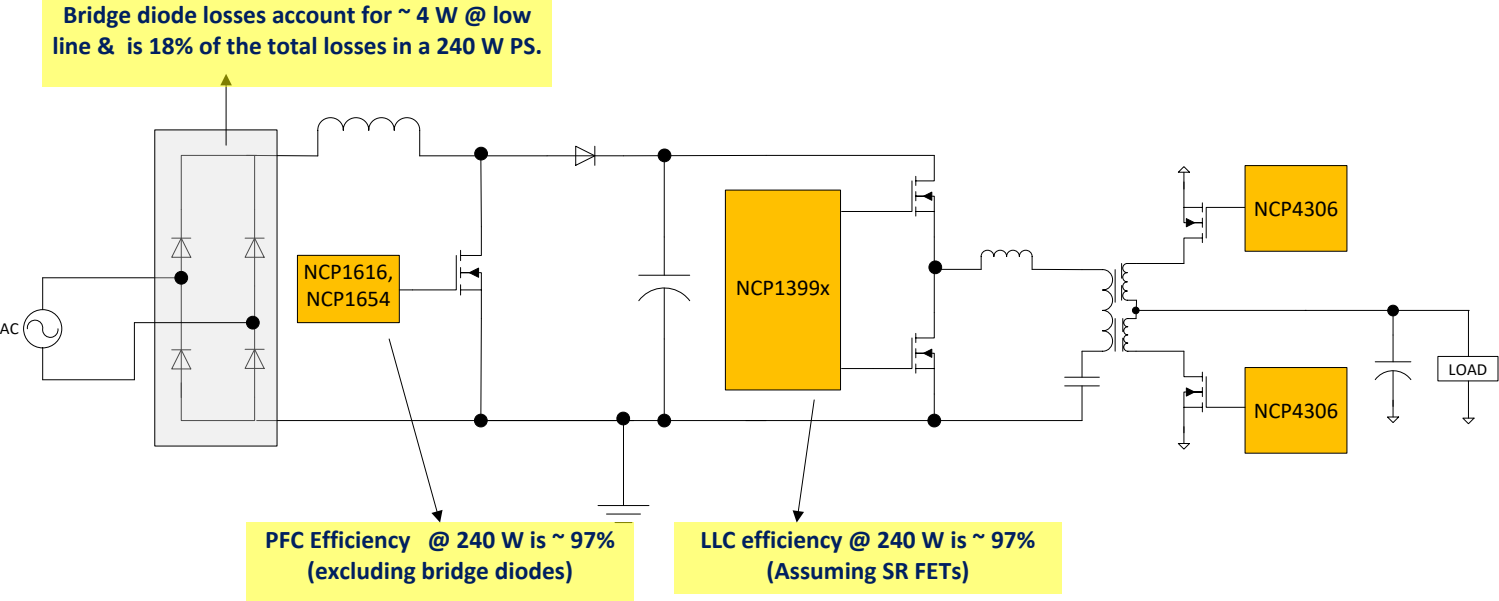 Bridge diode losses account for ~ 4 W @ low
line & is 18% of the total losses in a 240 W PS.
NCP4306
NCP1616,
NCP1654
NCP1399x
AC
LOAD
NCP4306
PFC Efficiency @ 240 W is ~ 97%
(excluding bridge diodes)
LLC efficiency @ 240 W is ~ 97%
(Assuming SR FETs)